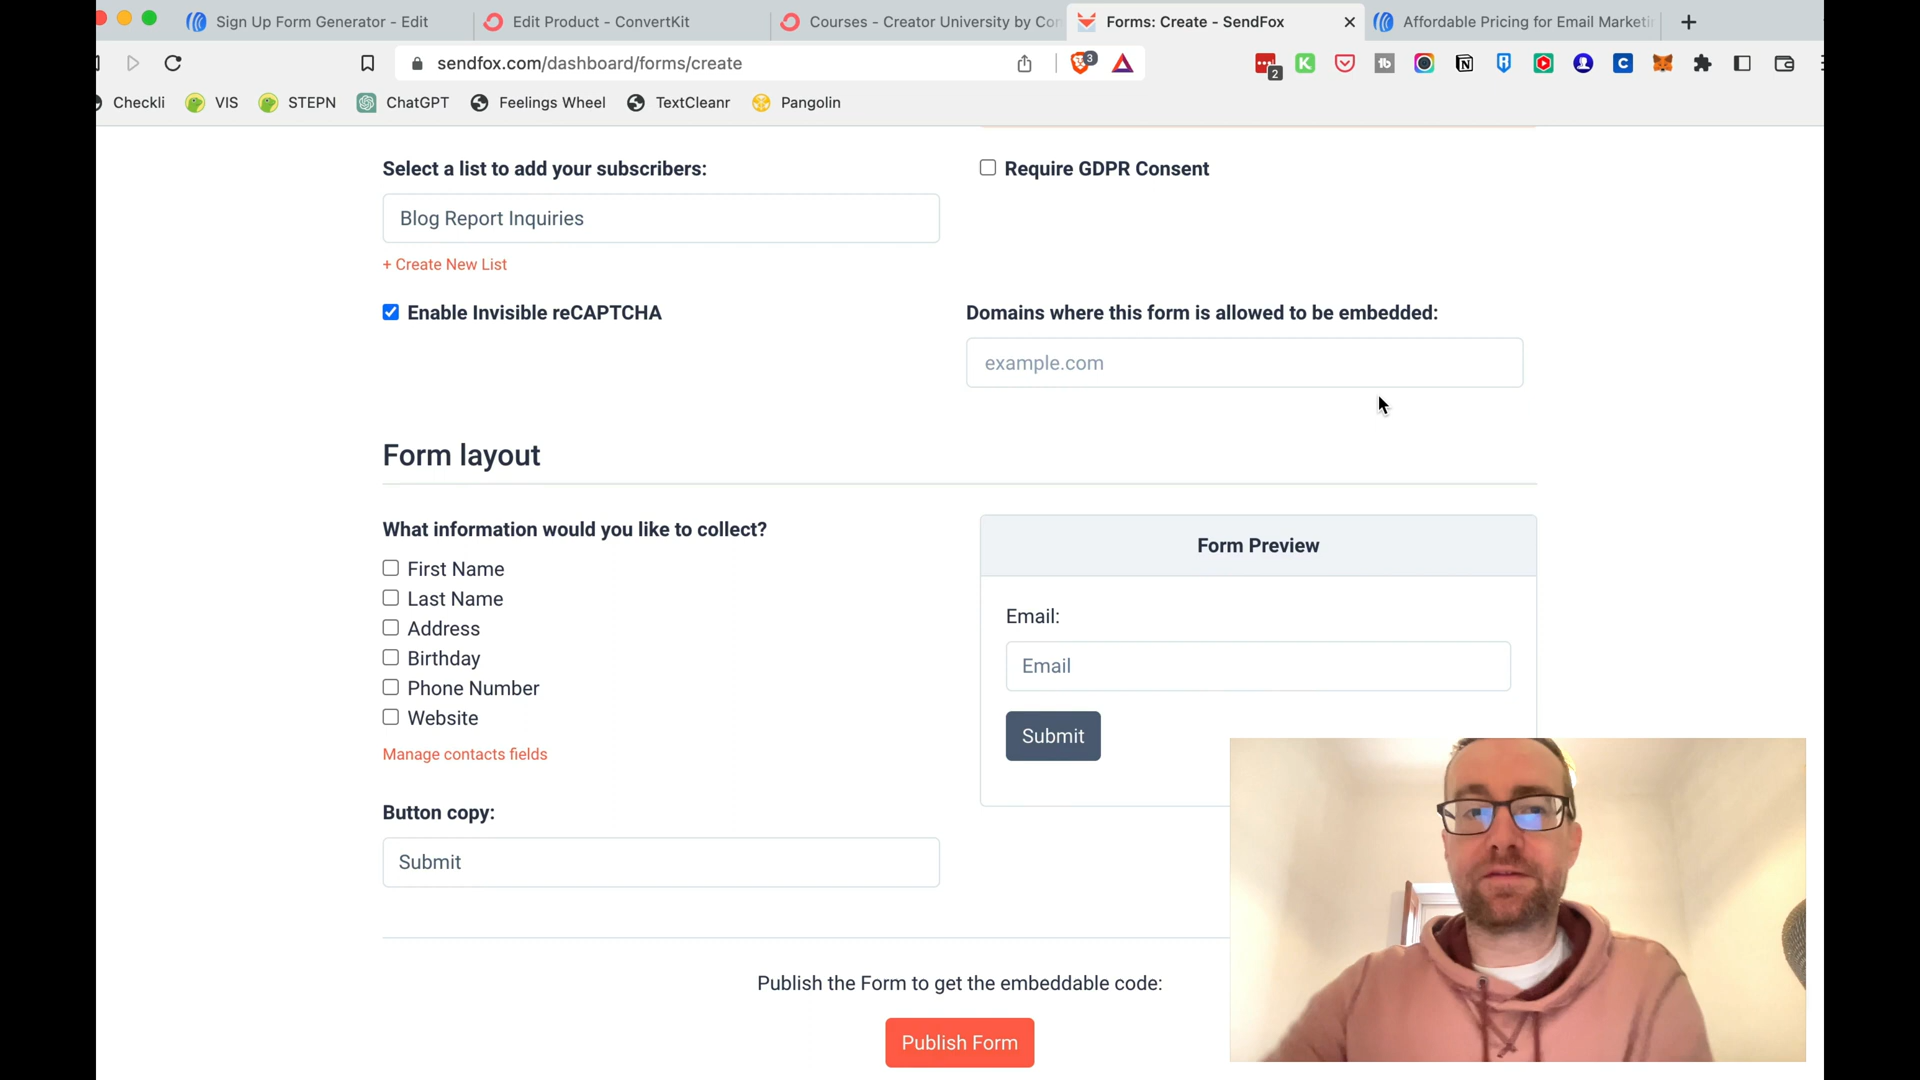 Sign Up Form Generator - Edit
Edit Product - ConvertKit
Courses - Creator University by Con
Forms: Create - SendFox
Affordable Pricing for Email Marketin
sendfox.com/dashboard/forms/create
3
2
Checkli
VIS
STEPN
ChatGPT
Feelings Wheel
TextCleanr
Pangolin
Select a list to add your subscribers:
Require GDPR Consent
Blog Report Inquiries
+ Create New List
Enable Invisible reCAPTCHA
Domains where this form is allowed to be embedded:
example.com
Form layout
What information would you like to collect?
Form Preview
First Name
Last Name
Address
Birthday
Phone Number
Website
Manage contacts fields
Email:
Email
Submit
Button copy:
Submit
Publish the Form to get the embeddable code:
Publish Form